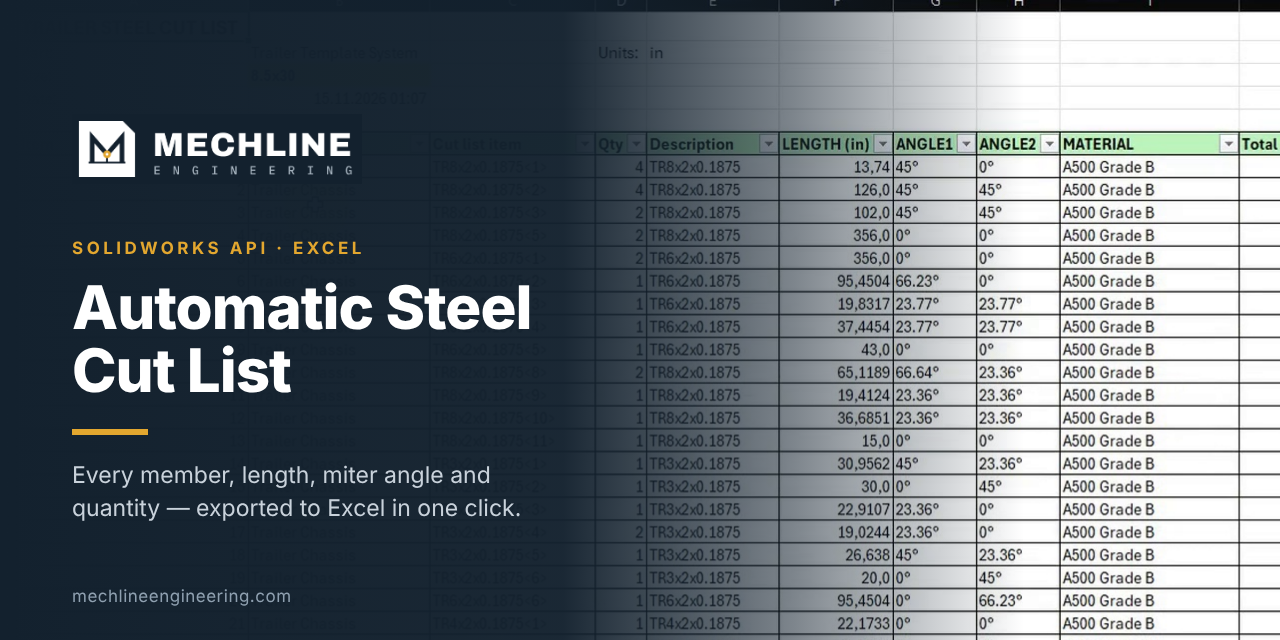 D E F G H I
STEEL CUT LIST
Units: in
15.11.2026 01:07
MECHLINE
ENGINEERING
SOLIDWORKS API · EXCEL
Automatic Steel
Cut List
Every member, length, miter angle and
quantity — exported to Excel in one click.
mechlineengineering.com
Cut list item Qty Description LENGTH (in) ANGLE1 ANGLE2 MATERIAL Total
4 TR8x2x0.1875 13,74 45° 0° A500 Grade B
4 TR8x2x0.1875 126,0 45° 45° A500 Grade B
2 TR8x2x0.1875 102,0 45° 45° A500 Grade B
2 TR8x2x0.1875 356,0 0° 0° A500 Grade B
2 TR6x2x0.1875 356,0 0° 0° A500 Grade B
1 TR6x2x0.1875 95,4504 66.23° 0° A500 Grade B
1 TR6x2x0.1875 19,8317 23.77° 23.77° A500 Grade B
1 TR6x2x0.1875 37,4454 23.77° 23.77° A500 Grade B
1 TR6x2x0.1875 43,0 0° 0° A500 Grade B
2 TR8x2x0.1875 65,1189 66.64° 23.36° A500 Grade B
1 TR8x2x0.1875 19,4124 23.36° 23.36° A500 Grade B
1 TR8x2x0.1875 36,6851 23.36° 23.36° A500 Grade B
1 TR8x2x0.1875 15,0 0° 0° A500 Grade B
1 TR3x2x0.1875 30,9562 45° 23.36° A500 Grade B
1 TR3x2x0.1875 30,0 0° 45° A500 Grade B
1 TR3x2x0.1875 22,9107 23.36° 0° A500 Grade B
2 TR3x2x0.1875 19,0244 23.36° 0° A500 Grade B
1 TR3x2x0.1875 26,638 45° 23.36° A500 Grade B
1 TR3x2x0.1875 20,0 0° 45° A500 Grade B
1 TR6x2x0.1875 95,4504 0° 66.23° A500 Grade B
1 TR4x2x0.1875 22,1733 0° 0° A500 Grade B